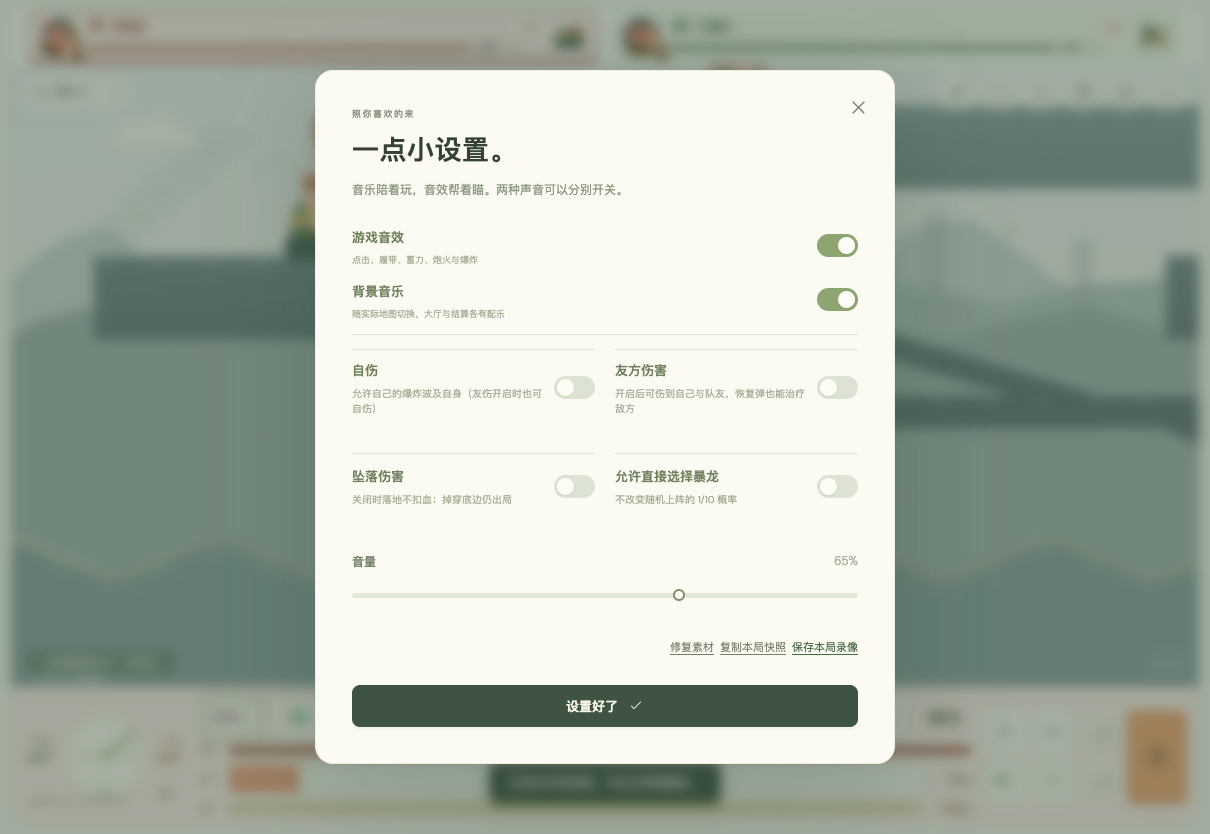 照你喜欢的来
一点小设置。
音乐陪着玩，音效帮着瞄。两种声音可以分别开关。
游戏音效
点击、履带、蓄力、炮火与爆炸
背景音乐
随实际地图切换，大厅与结算各有配乐
自伤
允许自己的爆炸波及自身（友伤开启时也可
自伤）
友方伤害
开启后可伤到自己与队友，恢复弹也能治疗
敌方
坠落伤害
关闭时落地不扣血；掉穿底边仍出局
允许直接选择暴龙
不改变随机上阵的 1/10 概率
音量
65%
修复素材 复制本局快照 保存本局录像
设置好了